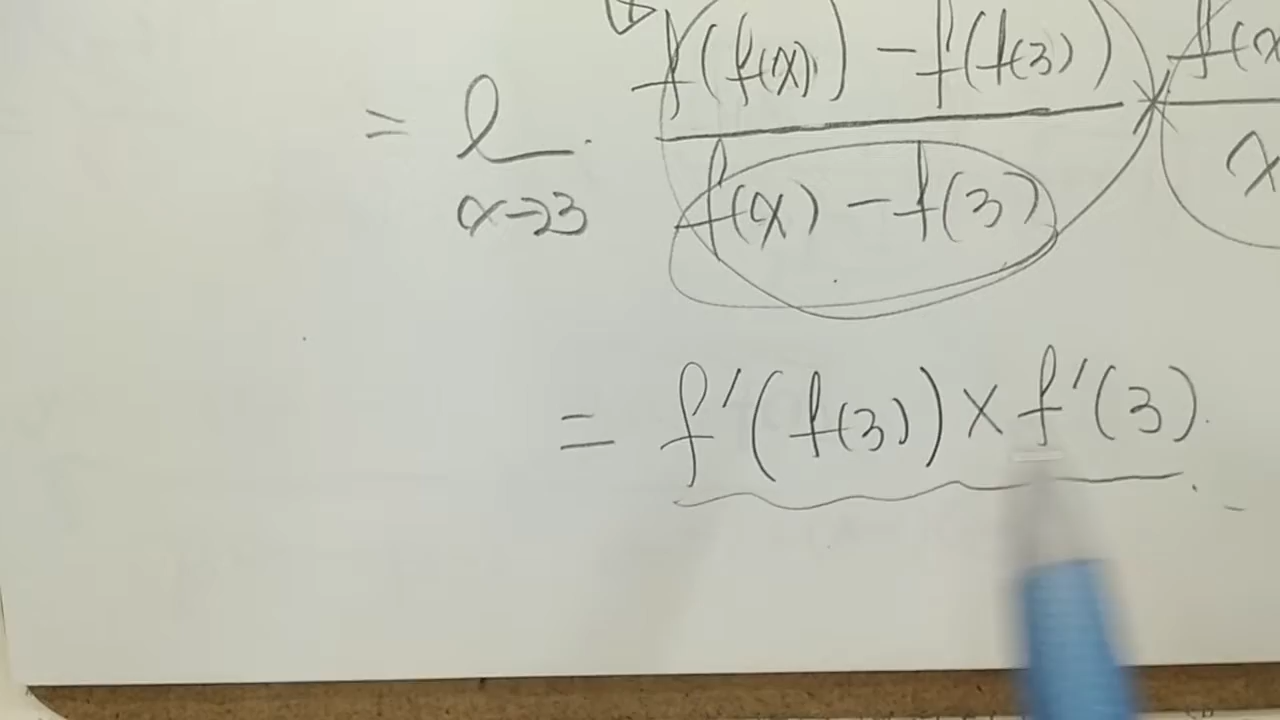 = l x→3 f(f(x)) - f(f(3)) / f(x) - f(3) × f(x / x
= f'(f(3)) × f'(3).